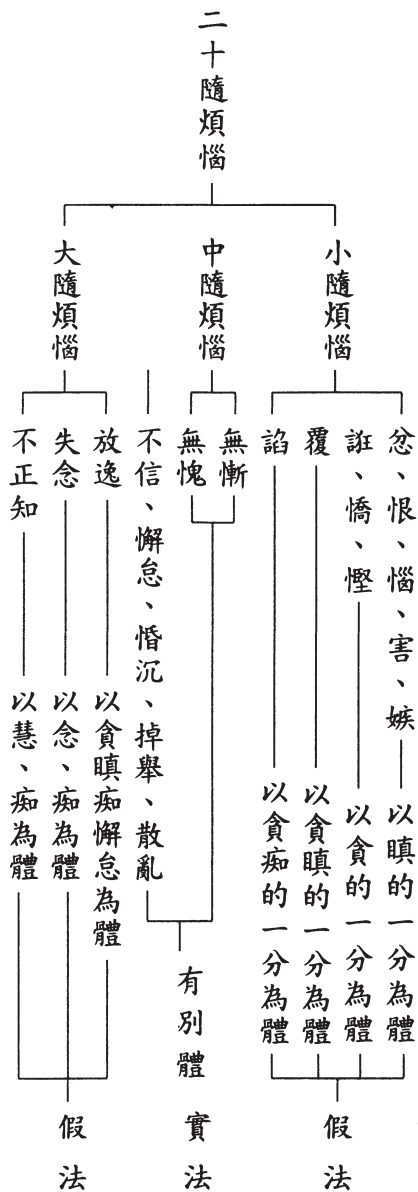 二十隨煩惱
小隨煩惱
忿、恨、惱、害、嫉
以瞋的一分為體
誑、憍、慳
以貪的一分為體
覆
以貪瞋的一分為體
諂
以貪痴的一分為體
假法
中隨煩惱
無慚
無愧
不信、懈怠、惛沉、掉舉、散亂
有別體 實法
大隨煩惱
放逸
以貪瞋痴懈怠為體
失念
以念、痴為體
不正知
以慧、痴為體
假法